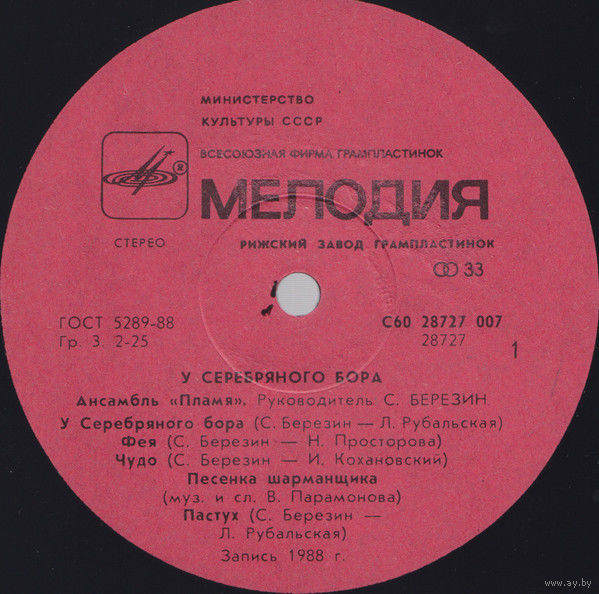 МИНИСТЕРСТВО
КУЛЬТУРЫ СССР
ВСЕСОЮЗНАЯ ФИРМА ГРАМПЛАСТИНОК
®
МЕЛОДИЯ
СТЕРЕО
РИЖСКИЙ ЗАВОД ГРАМПЛАСТИНОК
33
ГОСТ 5289-88
С60 28727 007
Гр. 3. 2-25
28727
1
У СЕРЕБРЯНОГО БОРА
Ансамбль «Пламя». Руководитель С. БЕРЕЗИН
У Серебряного бора (С. Березин — Л. Рубальская)
Фея (С. Березин — Н. Просторова)
Чудо (С. Березин — И. Кохановский)
Песенка шарманщика
(муз. и сл. В. Парамонова)
Пастух (С. Березин —
Л. Рубальская)
Запись 1988 г.
www.ay.by